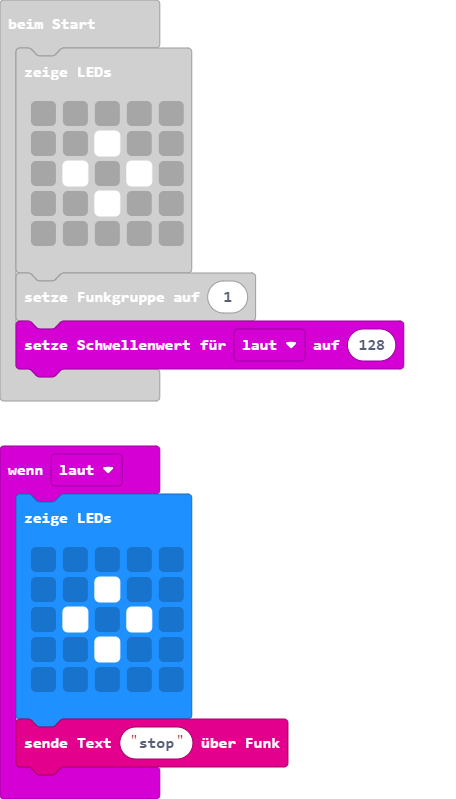 beim Start
zeige LEDs
setze Funkgruppe auf 1
setze Schwellenwert für laut auf 128
wenn laut
zeige LEDs
sende Text "stop" über Funk